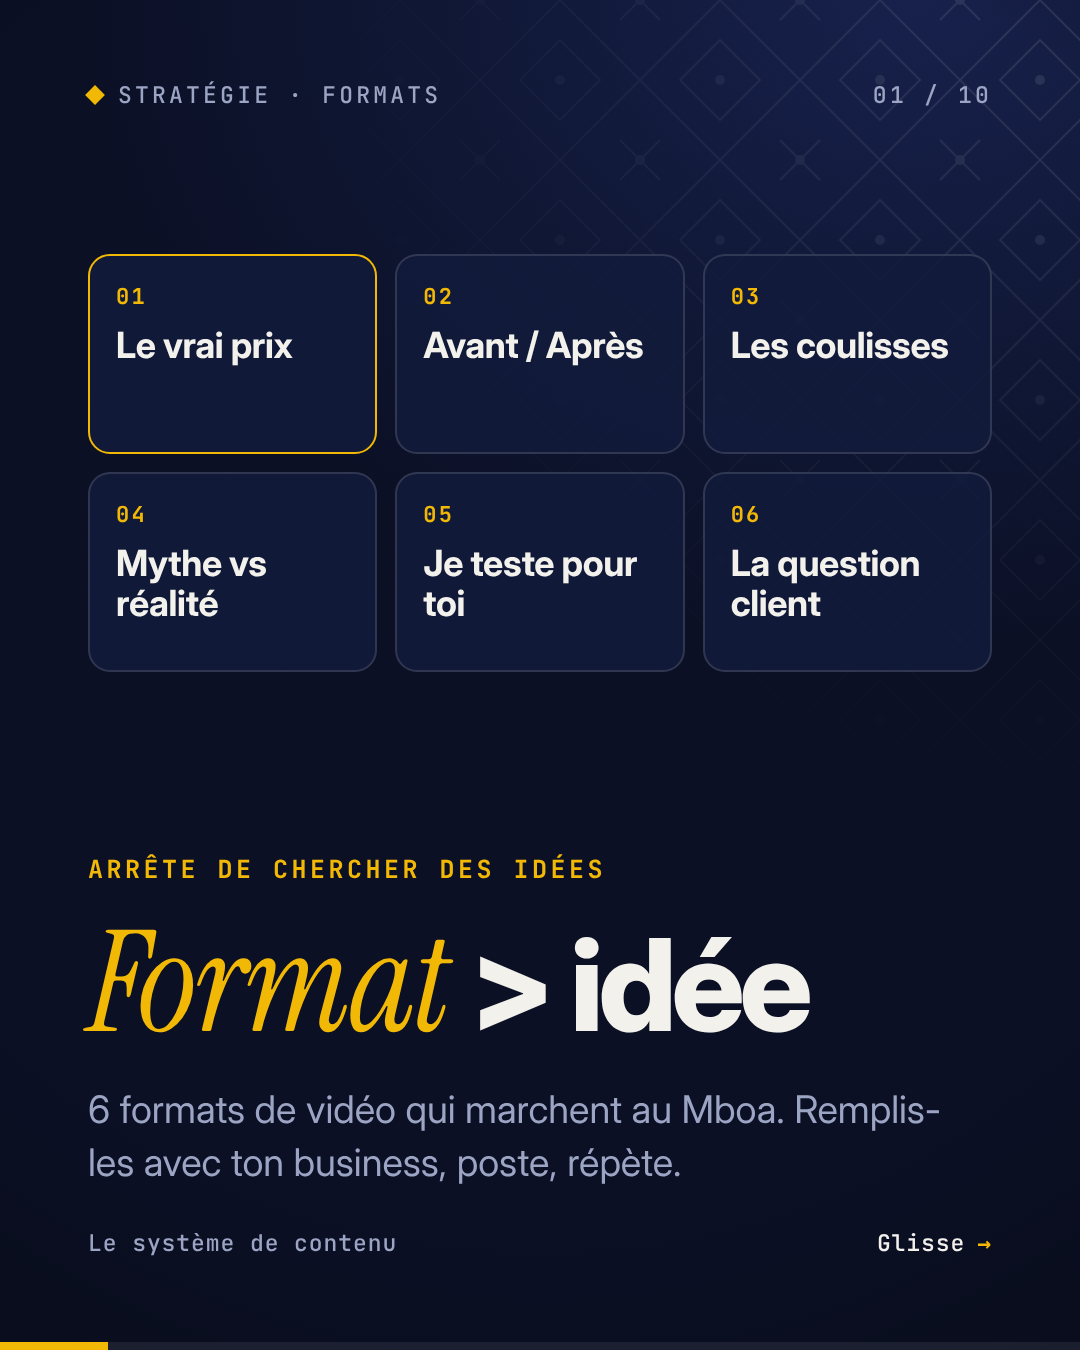 STRATÉGIE · FORMATS
01 / 10
01
Le vrai prix
02
Avant / Après
03
Les coulisses
04
Mythe vs
réalité
05
Je teste pour
toi
06
La question
client
ARRÊTE DE CHERCHER DES IDÉES
Format > idée
6 formats de vidéo qui marchent au Mboa. Remplis-
les avec ton business, poste, répète.
Le système de contenu
Glisse →